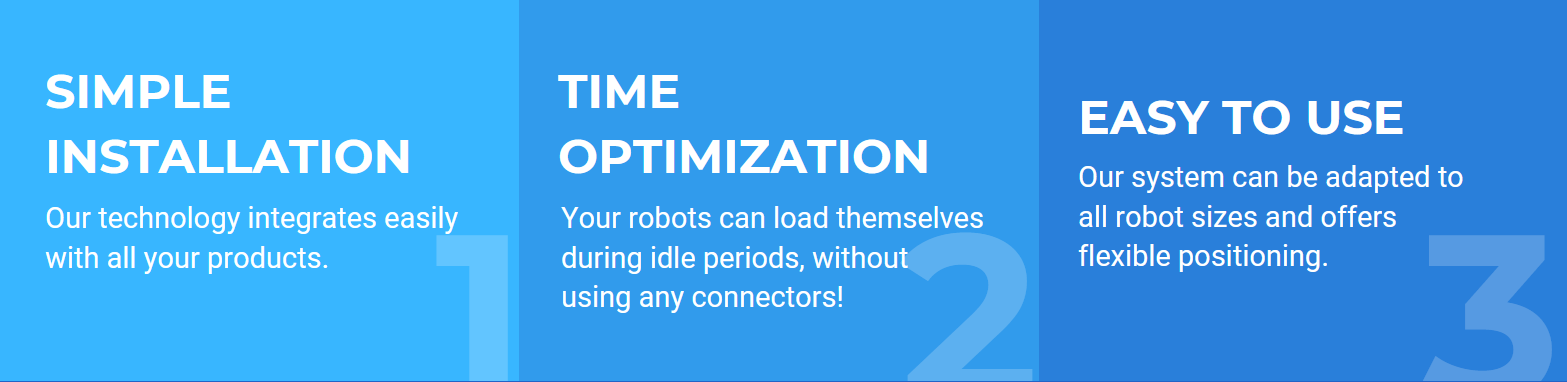 SIMPLE
INSTALLATION
Our technology integrates easily
with all your products.
1
TIME
OPTIMIZATION
Your robots can load themselves
during idle periods, without
using any connectors!
2
EASY TO USE
Our system can be adapted to
all robot sizes and offers
flexible positioning.
3